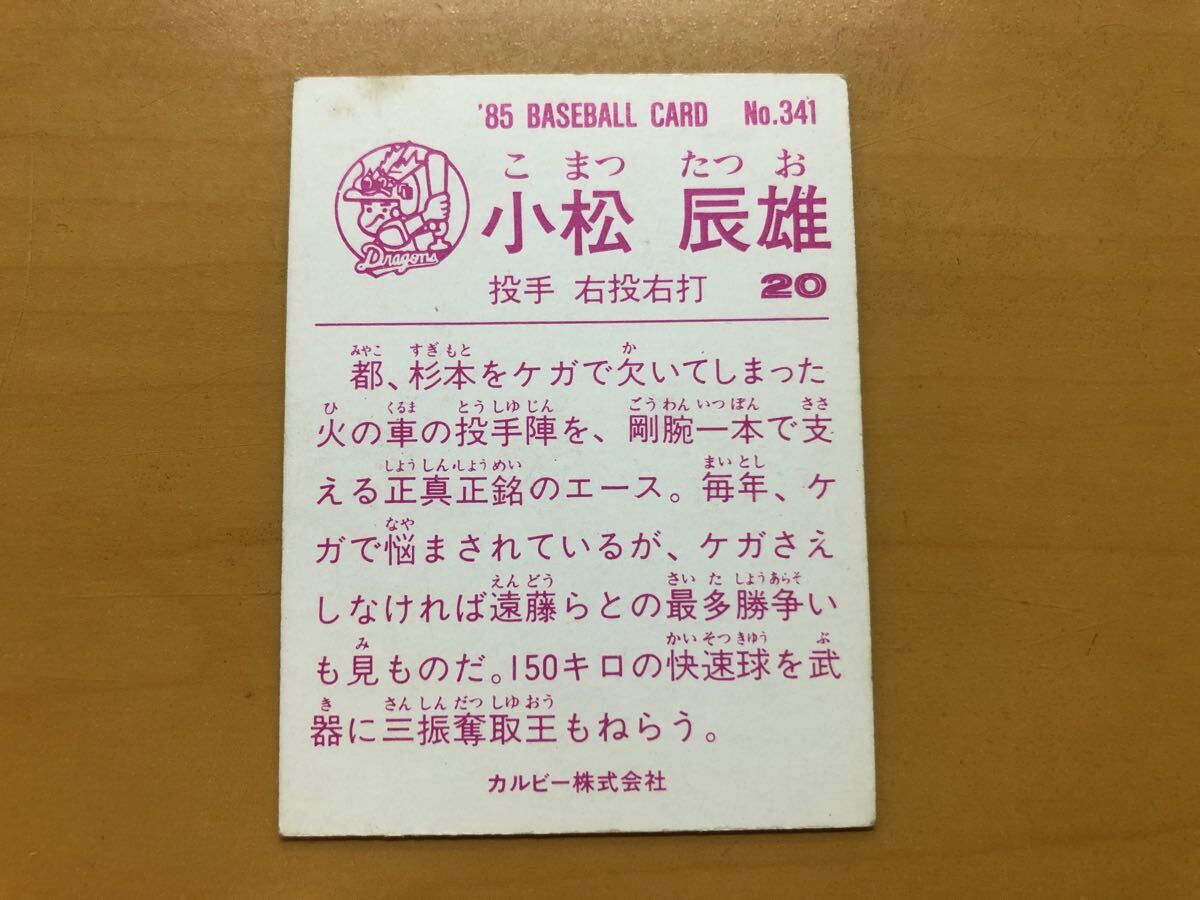 '85 BASEBALL CARD No.341
こ まつ たつ お
小松 辰雄
Dragons
投手 右投右打 20
みやこ すぎもと か
都、杉本をケガで欠いてしまった
ひ くるま とうしゆじん ごうわんいつぽん ささ
火の車の投手陣を、剛腕一本で支
しようしんしようめい まいとし
える正真正銘のエース。毎年、ケ
なや
ガで悩まされているが、ケガさえ
えんどう さいた しようあらそ
しなければ遠藤らとの最多勝争い
み かいそつきゆう ぶ
も見ものだ。150キロの快速球を武
き さんしんだつしゆおう
器に三振奪取王もねらう。
カルビー株式会社